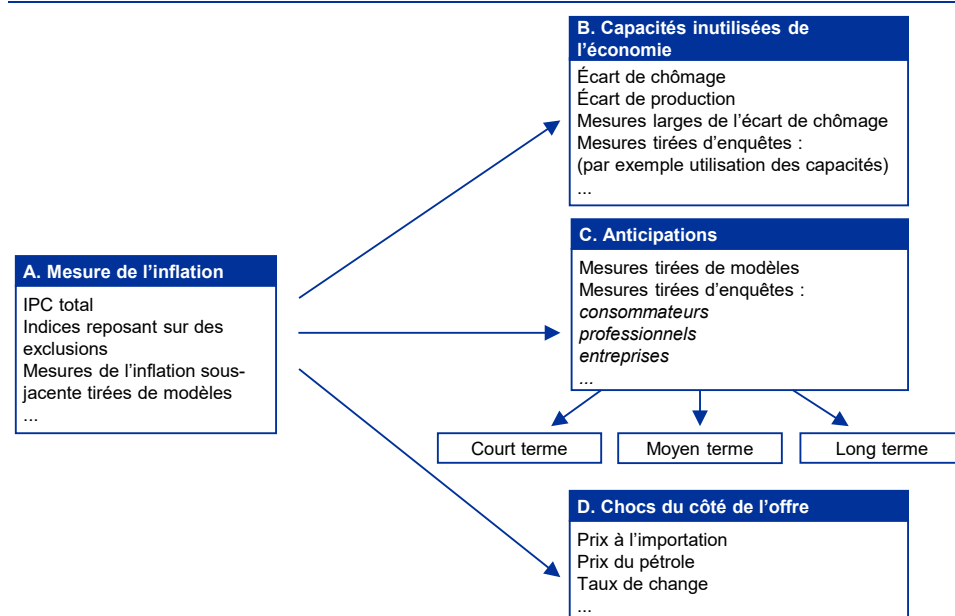 B. Capacités inutilisées de
l’économie
Écart de chômage
Écart de production
Mesures larges de l’écart de chômage
Mesures tirées d’enquêtes :
(par exemple utilisation des capacités)
...
A. Mesure de l’inflation
IPC total
Indices reposant sur des
exclusions
Mesures de l’inflation sous-
jacente tirées de modèles
...
C. Anticipations
Mesures tirées de modèles
Mesures tirées d’enquêtes :
consommateurs
professionnels
entreprises
...
Court terme
Moyen terme
Long terme
D. Chocs du côté de l’offre
Prix à l’importation
Prix du pétrole
Taux de change
...